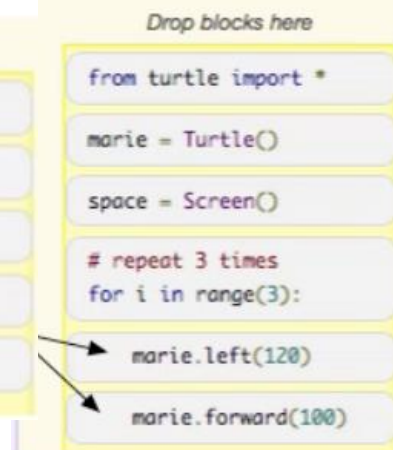 Drop blocks here
from turtle import *
marie = Turtle()
space = Screen()
# repeat 3 times
for i in range(3):
marie.left(120)
marie.forward(100)